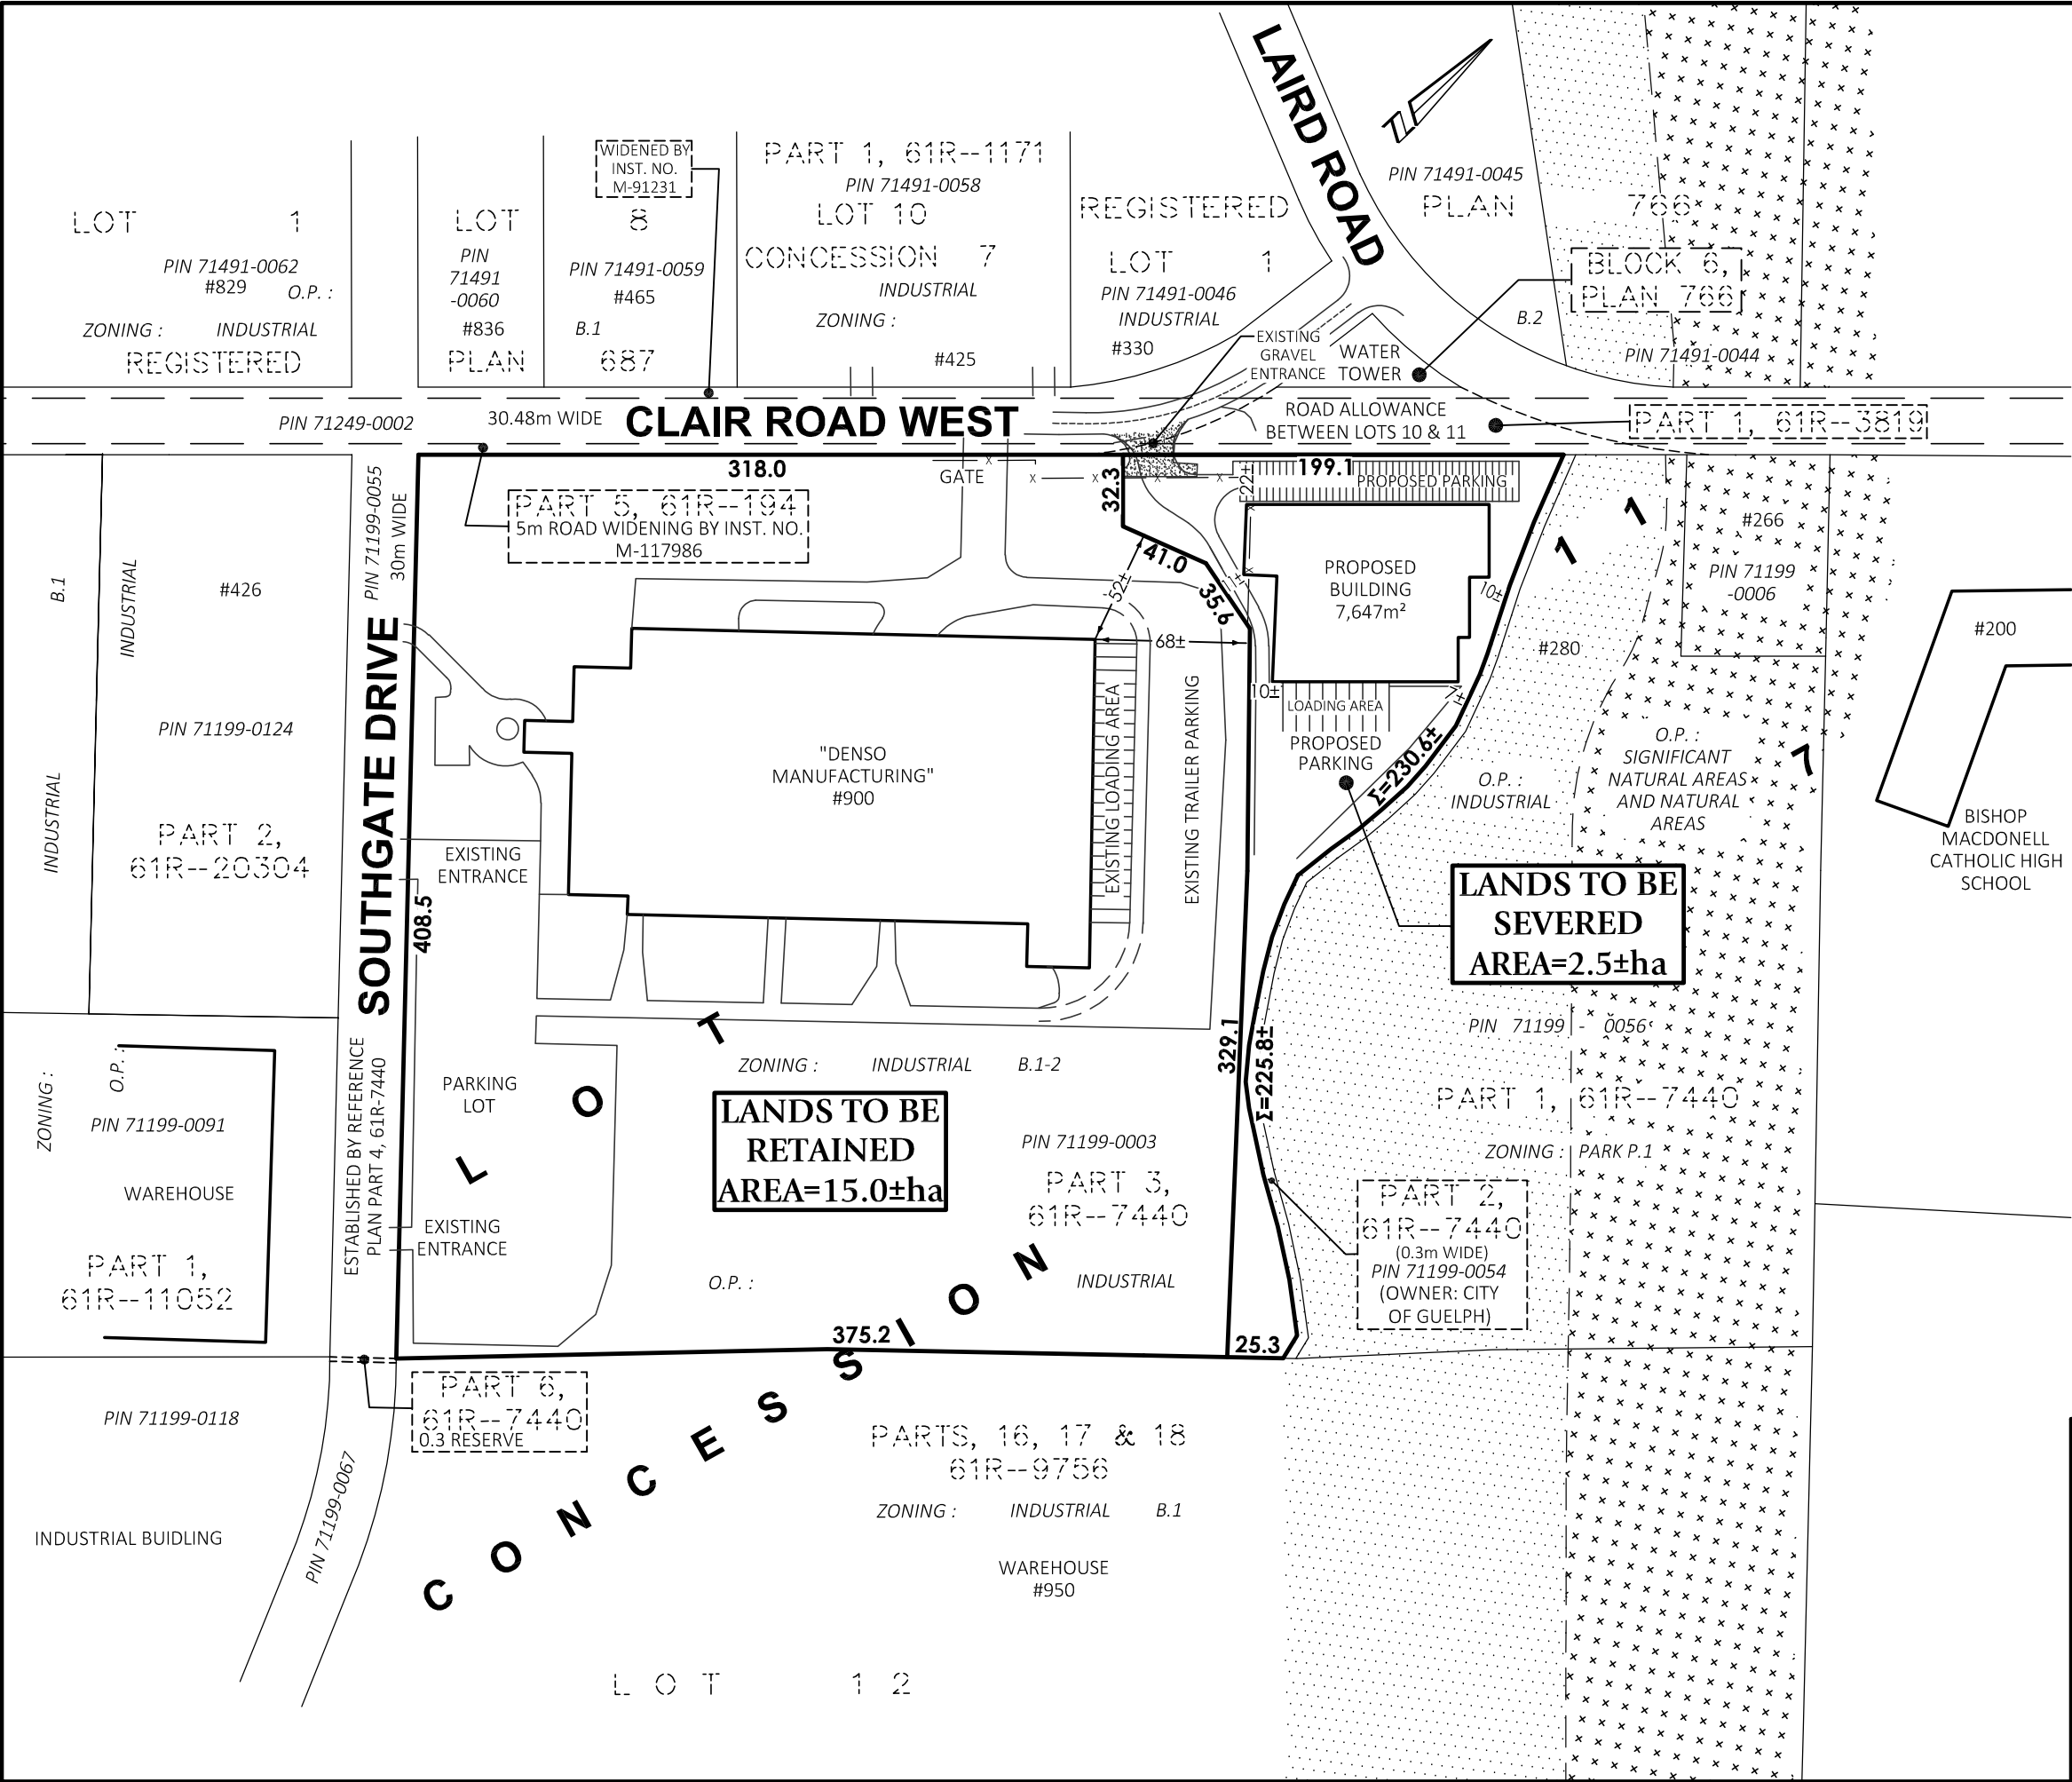 LAIRD ROAD
N
WIDENED BY
INST. NO.
M-91231
PART 1, 61R--1171
PIN 71491-0058
LOT 10
CONCESSION 7
INDUSTRIAL
ZONING :
#425
LOT 1
PIN 71491-0062
#829
O.P. :
ZONING : INDUSTRIAL
REGISTERED
LOT
PIN
71491
-0060
#836
PLAN
8
PIN 71491-0059
#465
B.1
687
REGISTERED
LOT 1
PIN 71491-0046
INDUSTRIAL
#330
PIN 71491-0045
PLAN 766
BLOCK 6,
PLAN 766
B.2
PIN 71491-0044
EXISTING
GRAVEL
ENTRANCE
WATER
TOWER
PIN 71249-0002
30.48m WIDE
CLAIR ROAD WEST
ROAD ALLOWANCE
BETWEEN LOTS 10 & 11
PART 1, 61R--3819
318.0
GATE
x
x
x
x
x
32.3
22±
199.1
PROPOSED PARKING
PART 5, 61R--194
5m ROAD WIDENING BY INST. NO.
M-117986
PIN 71199-0055
30m WIDE
SOUTHGATE DRIVE
B.1
INDUSTRIAL
#426
INDUSTRIAL
PIN 71199-0124
PART 2,
61R--20304
41.0
52±
35.6
68±
PROPOSED
BUILDING
7,647m²
10±
10±
LOADING AREA
PROPOSED
PARKING
Σ=230.6±
1
1
7
#266
PIN 71199
-0006
#280
#200
O.P. :
SIGNIFICANT
NATURAL AREAS
AND NATURAL
AREAS
O.P. :
INDUSTRIAL
BISHOP
MACDONELL
CATHOLIC HIGH
SCHOOL
"DENSO
MANUFACTURING"
#900
EXISTING LOADING AREA
EXISTING TRAILER PARKING
EXISTING
ENTRANCE
408.5
LANDS TO BE
SEVERED
AREA=2.5±ha
PIN 71199 - 0056
PART 1, 61R--7440
ZONING : PARK P.1
329.1
Σ=225.8±
LOT
ZONING : INDUSTRIAL B.1-2
LANDS TO BE
RETAINED
AREA=15.0±ha
PIN 71199-0003
PART 3,
61R--7440
O.P. : INDUSTRIAL
PARKING
LOT
EXISTING
ENTRANCE
ESTABLISHED BY REFERENCE
PLAN PART 4, 61R-7440
ZONING :
O.P. :
PIN 71199-0091
WAREHOUSE
PART 1,
61R--11052
PART 2,
61R--7440
(0.3m WIDE)
PIN 71199-0054
(OWNER: CITY
OF GUELPH)
375.2
25.3
CONCESSION
PIN 71199-0118
PART 6,
61R--7440
0.3 RESERVE
PIN 71199-0067
INDUSTRIAL BUIDLING
PARTS, 16, 17 & 18
61R--9756
ZONING : INDUSTRIAL B.1
WAREHOUSE
#950
LOT 12